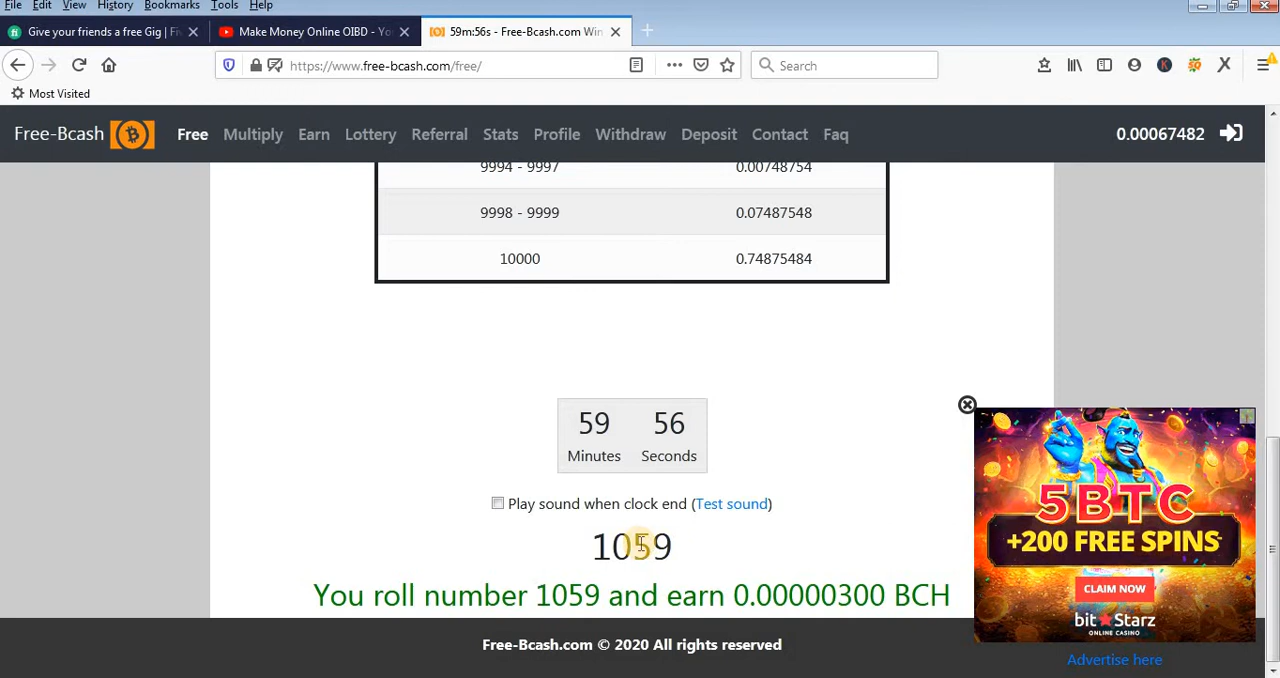 File Edit View History Bookmarks Tools Help
Give your friends a free Gig | Fi
Make Money Online OIBD - Yo
59m:56s - Free-Bcash.com Win
https://www.free-bcash.com/free/
Search
Most Visited
Free-Bcash Free Multiply Earn Lottery Referral Stats Profile Withdraw Deposit Contact Faq 0.00067482
9994 - 9997 0.00748754
9998 - 9999 0.07487548
10000 0.74875484
59 56
Minutes Seconds
Play sound when clock end (Test sound)
1059
You roll number 1059 and earn 0.00000300 BCH
5BTC
+200 FREE SPINS
CLAIM NOW
bitStarz
ONLINE CASINO
Advertise here
Free-Bcash.com © 2020 All rights reserved